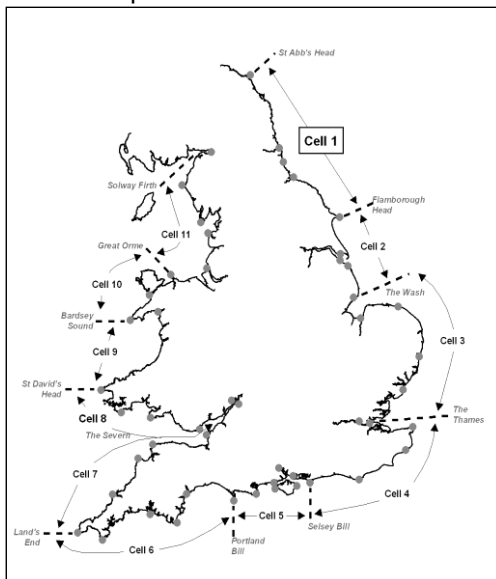 St Abb's Head
Cell 1
Solway Firth
Flamborough
Head
Cell 11
Great Orme
Cell 2
Cell 10
The Wash
Bardsey
Sound
Cell 3
Cell 9
St David's
Head
Cell 8
The
Thames
The Severn
Cell 7
Cell 4
Selsey Bill
Cell 5
Land's
End
Portland
Bill
Cell 6